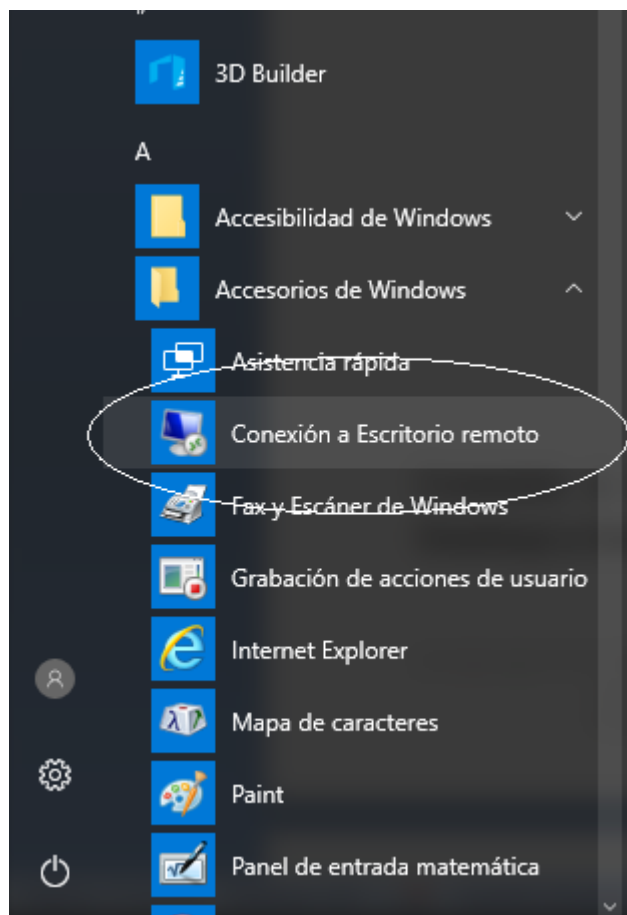 3D Builder
A
Accesibilidad de Windows
Accesorios de Windows
Asistencia rápida
Conexión a Escritorio remoto
Fax y Escáner de Windows
Grabación de acciones de usuario
Internet Explorer
Mapa de caracteres
Paint
Panel de entrada matemática